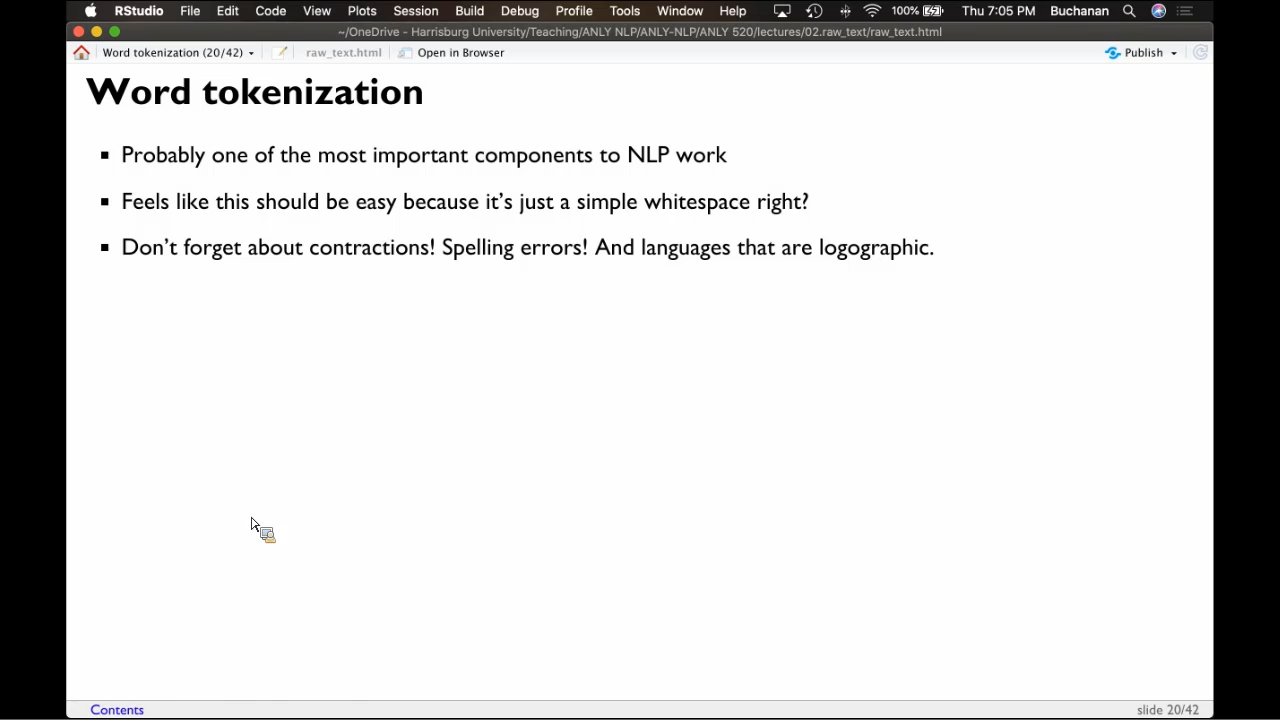 RStudio File Edit Code View Plots Session Build Debug Profile Tools Window Help 100% Thu 7:05 PM Buchanan
~/OneDrive - Harrisburg University/Teaching/ANLY NLP/ANLY-NLP/ANLY 520/lectures/02.raw_text/raw_text.html
Word tokenization (20/42) raw_text.html Open in Browser Publish
Word tokenization
Probably one of the most important components to NLP work
Feels like this should be easy because it’s just a simple whitespace right?
Don’t forget about contractions! Spelling errors! And languages that are logographic.
Contents slide 20/42